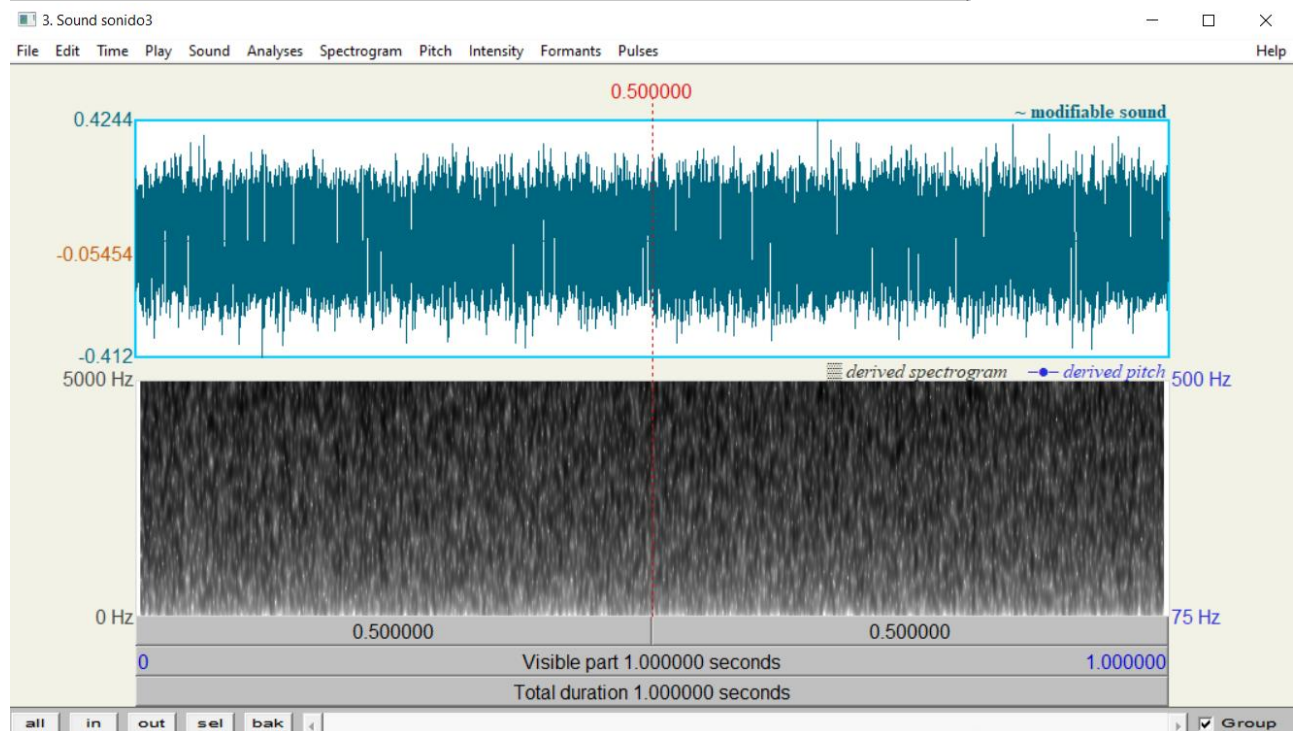 3. Sound sonido3
File Edit Time Play Sound Analyses Spectrogram Pitch Intensity Formants Pulses Help
0.500000
0.4244
~ modifiable sound
-0.05454
-0.412
5000 Hz
derived spectrogram derived pitch 500 Hz
0 Hz
75 Hz
0.500000 0.500000
0 Visible part 1.000000 seconds 1.000000
Total duration 1.000000 seconds
all in out sel bak Group